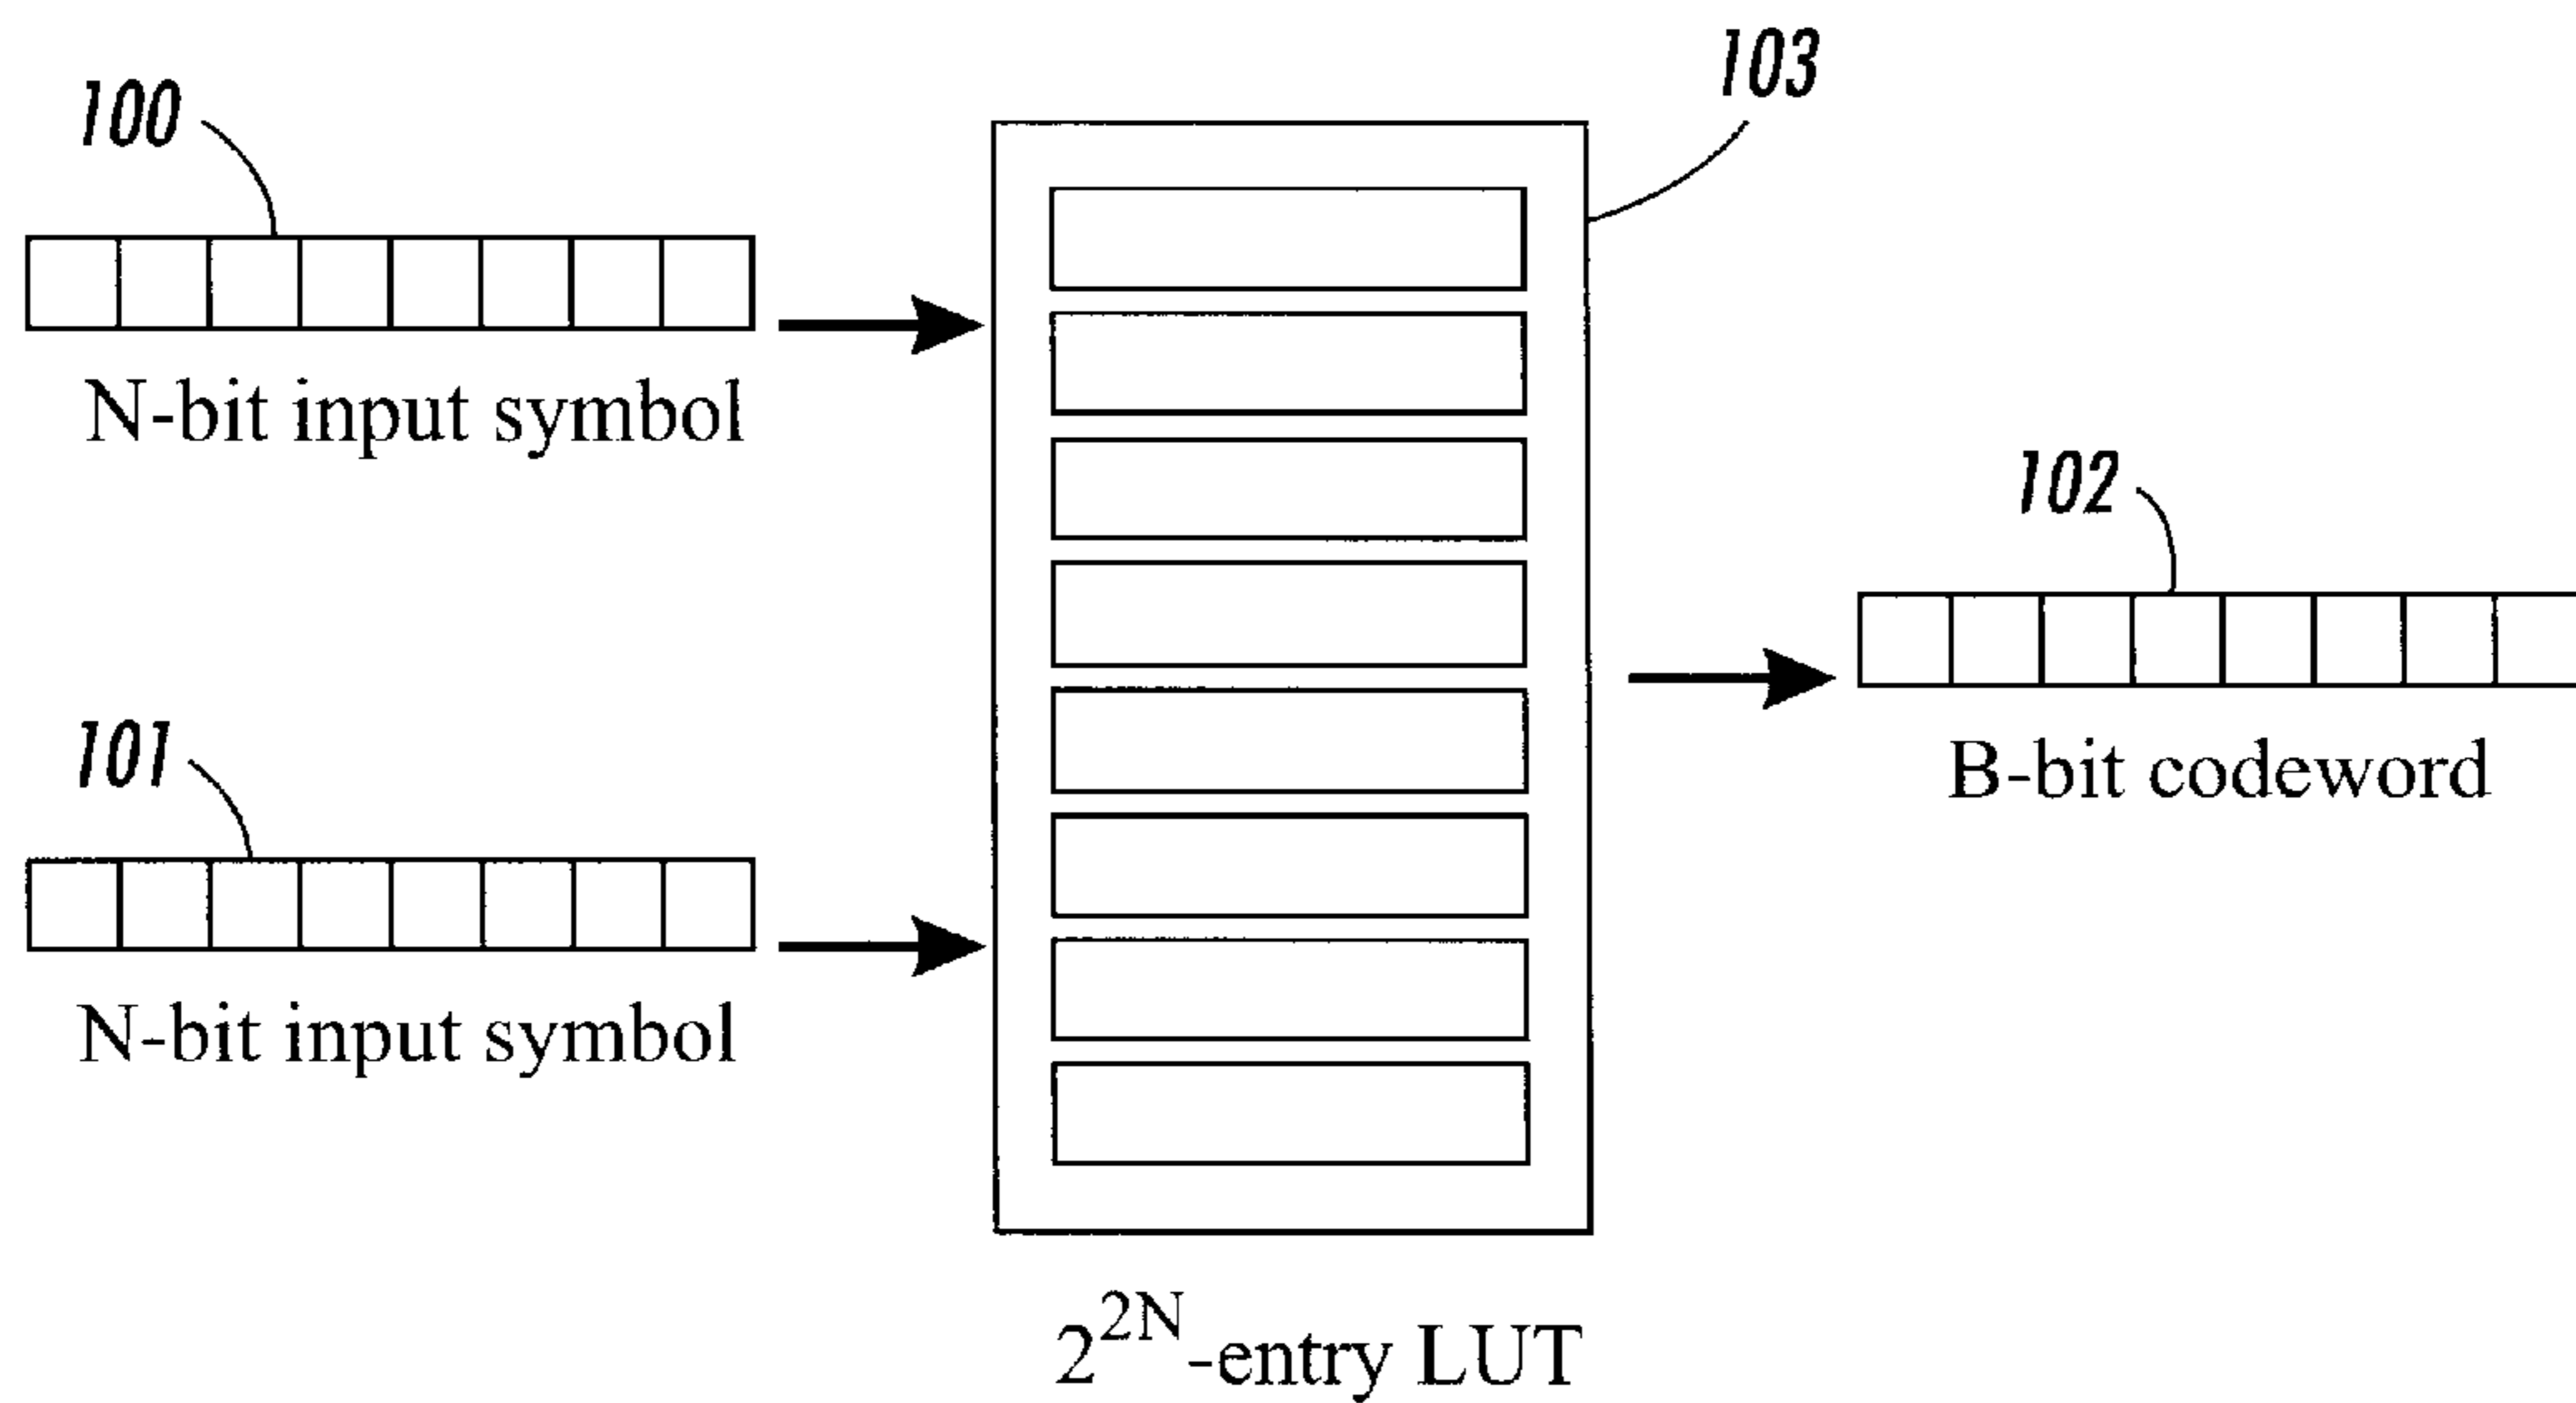 100
N-bit input symbol
101
N-bit input symbol
103
2^2N-entry LUT
102
B-bit codeword